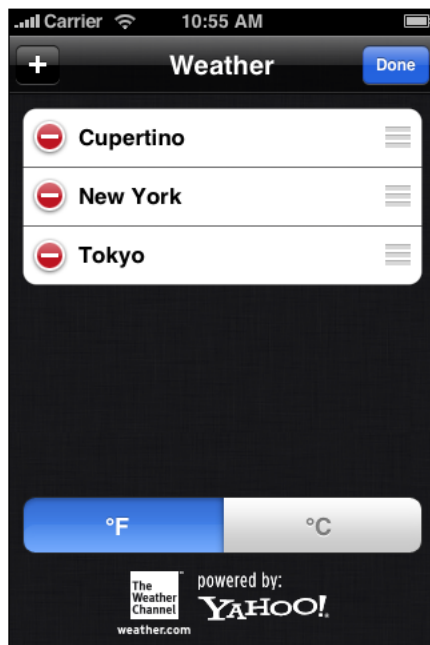 Carrier 10:55 AM
+ Weather Done
Cupertino
New York
Tokyo
°F °C
The
Weather
Channel
weather.com
powered by:
YAHOO!